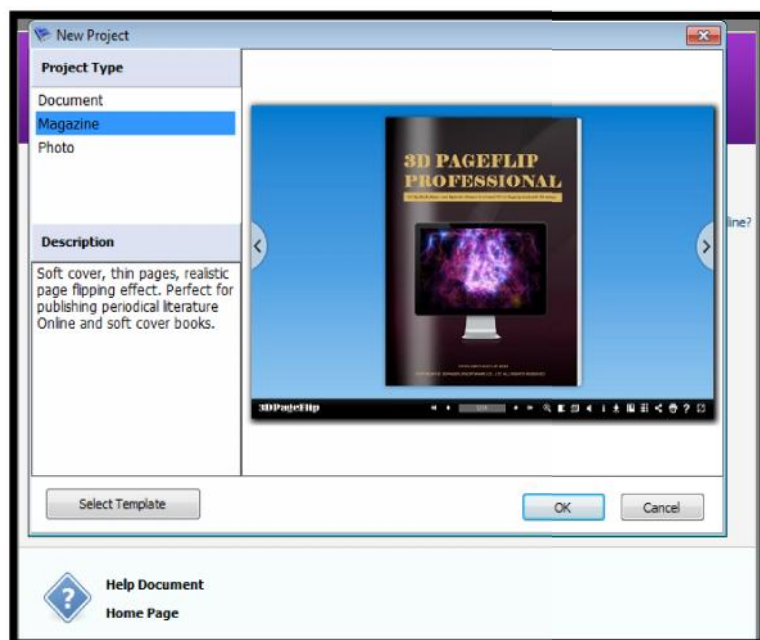 New Project
Project Type
Document
Magazine
Photo
Description
Soft cover, thin pages, realistic
page flipping effect. Perfect for
publishing periodical literature
Online and soft cover books.
3D PAGEFLIP
PROFESSIONAL
3DPageFlip
Select Template
OK
Cancel
line?
Help Document
Home Page